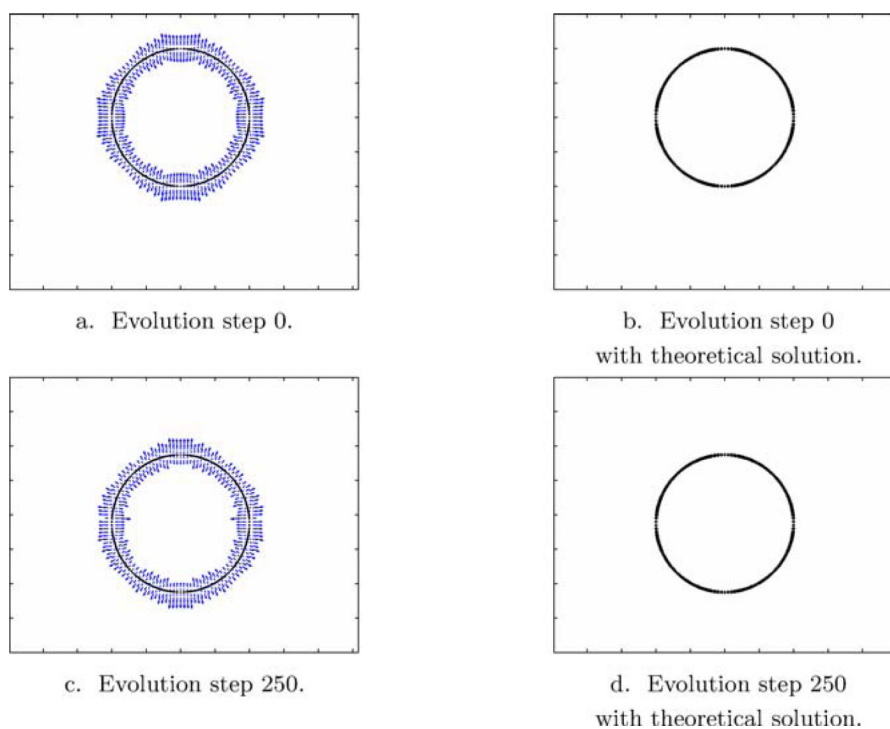 a. Evolution step 0.
b. Evolution step 0
with theoretical solution.
c. Evolution step 250.
d. Evolution step 250
with theoretical solution.